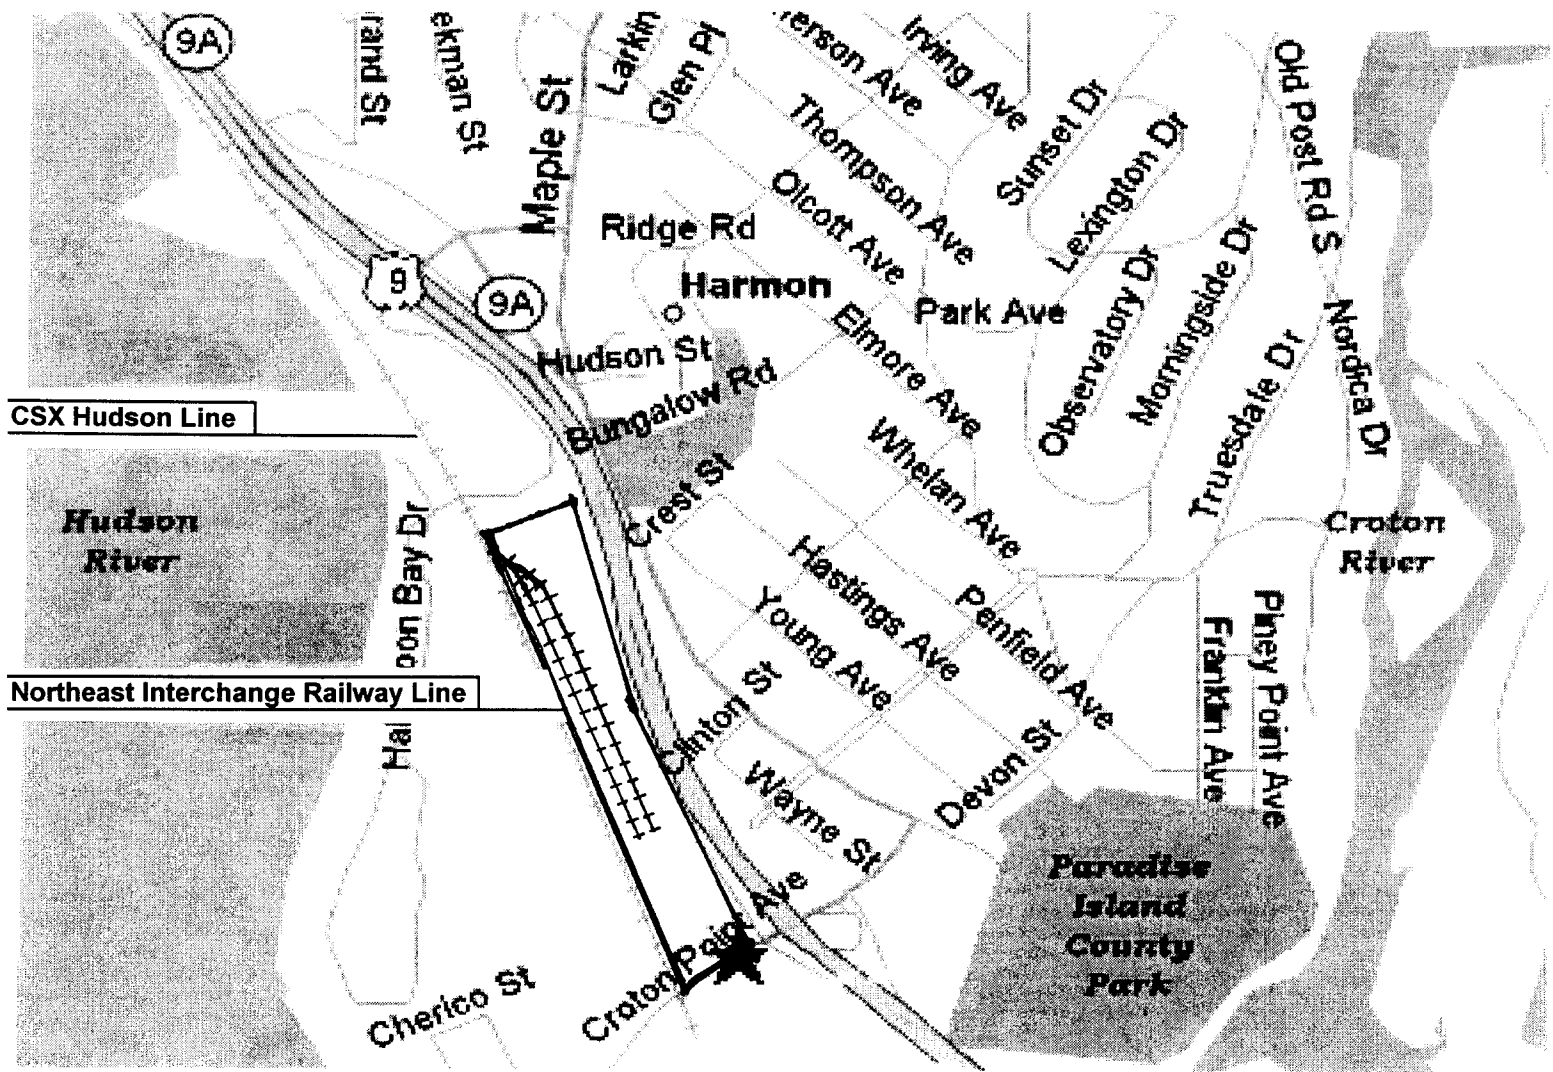 9A
rand St
ekman St
Maple St
Larkin
Glen Pl
erson Ave
Irving Ave
Thompson Ave
Sunset Dr
Lexington Dr
Old Post Rd S
Olcott Ave
Ridge Rd
Harmon
9
9A
Park Ave
Observatory Dr
Morningside Dr
Elmore Ave
Hudson St
Bungalow Rd
Truesdale Dr
Nordica Dr
CSX Hudson Line
Crest St
Whelan Ave
Hudson
River
Croton
River
oon Bay Dr
Hal
Hastings Ave
Young Ave
Penfield Ave
Franklin Ave
Piney Point Ave
Northeast Interchange Railway Line
Clinton St
Devon St
Wayne St
Paradise
Island
County
Park
Croton Point Ave
Cherico St